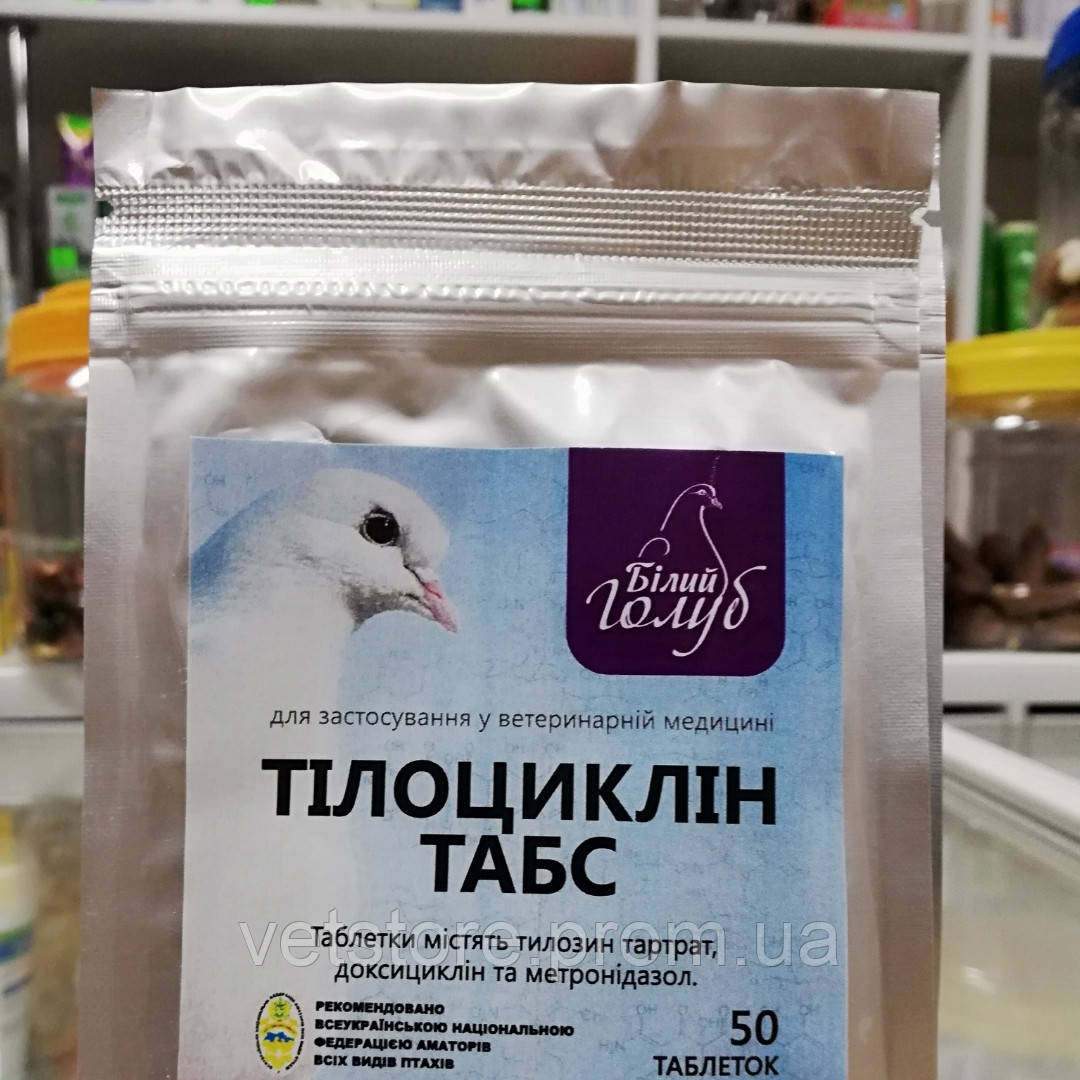 Білий
Голуб
для застосування у ветеринарній медицині
ТІЛОЦИКЛІН
ТАБС
Таблетки містять тилозин тартрат,
доксициклін та метронідазол.
vetstore.prom.ua
РЕКОМЕНДОВАНО
ВСЕУКРАЇНСЬКОЮ НАЦІОНАЛЬНОЮ
ФЕДЕРАЦІЄЮ АМАТОРІВ
ВСІХ ВИДІВ ПТАХІВ
50
ТАБЛЕТОК